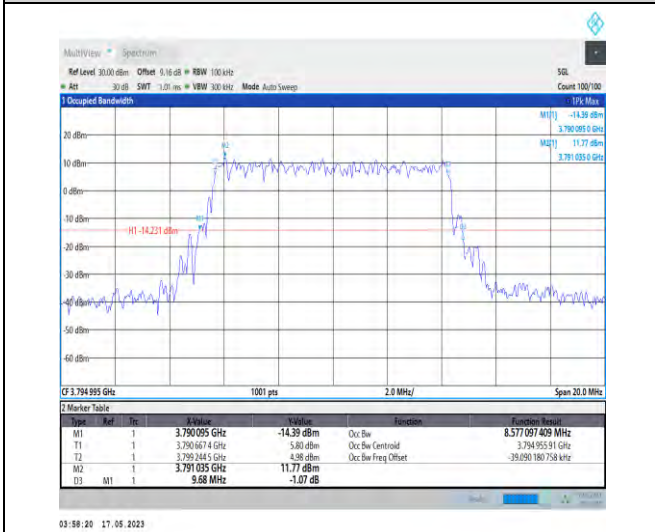 MultiView Spectrum
Ref Level 30.00 dBm Offset 9.16 dB RBW 100 kHz SGL
Att 30 dB SWT 1.01 ms VBW 300 kHz Mode Auto Sweep Count 100/100
1 Occupied Bandwidth 1Pk Max
M1[1] -14.39 dBm
3.790 095 0 GHz
M2[1] 11.77 dBm
3.791 035 0 GHz
20 dBm
M2
10 dBm
0 dBm
-10 dBm
H1 -14.231 dBm
-20 dBm
-30 dBm
-40 dBm
-50 dBm
-60 dBm
CF 3.794 995 GHz 1001 pts 2.0 MHz/ Span 20.0 MHz
2 Marker Table
Type Ref Trc X-Value Y-Value Function Function Result
M1 1 3.790 095 GHz -14.39 dBm Occ Bw 8.577 097 409 MHz
T1 1 3.790 667 4 GHz 5.80 dBm Occ Bw Centroid 3.794 955 91 GHz
T2 1 3.799 244 5 GHz 4.98 dBm Occ Bw Freq Offset -39.090 180 758 kHz
M2 1 3.791 035 GHz 11.77 dBm
D3 M1 1 9.68 MHz -1.07 dB
03:58:20 17.05.2023